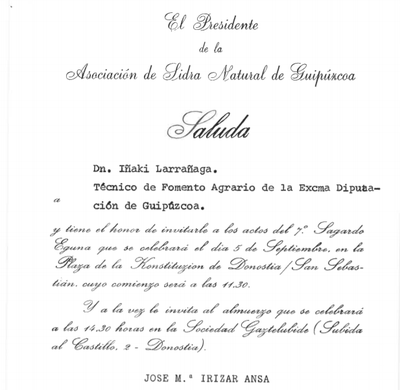 El Presidente
de la
Asociación de Sidra Natural de Guipúzcoa
Saluda
Dn. Iñaki Larrañaga.
Técnico de Fomento Agrario de la Excma Diputa-
a ción de Guipúzcoa.
y tiene el honor de invitarle a los actos del 7.º Sagardo
Eguna que se celebrará el dia 5 de Septiembre, en la
Plaza de la Konstituzion de Donostia/San Sebas-
tián, cuyo comienzo será a las 11,30.
Y a la vez le invita al almuerzo que se celebrará
a las 14,30 horas en la Sociedad Gaztelubide (Subida
al Castillo, 2 - Donostia).
JOSE M.ª IRIZAR ANSA